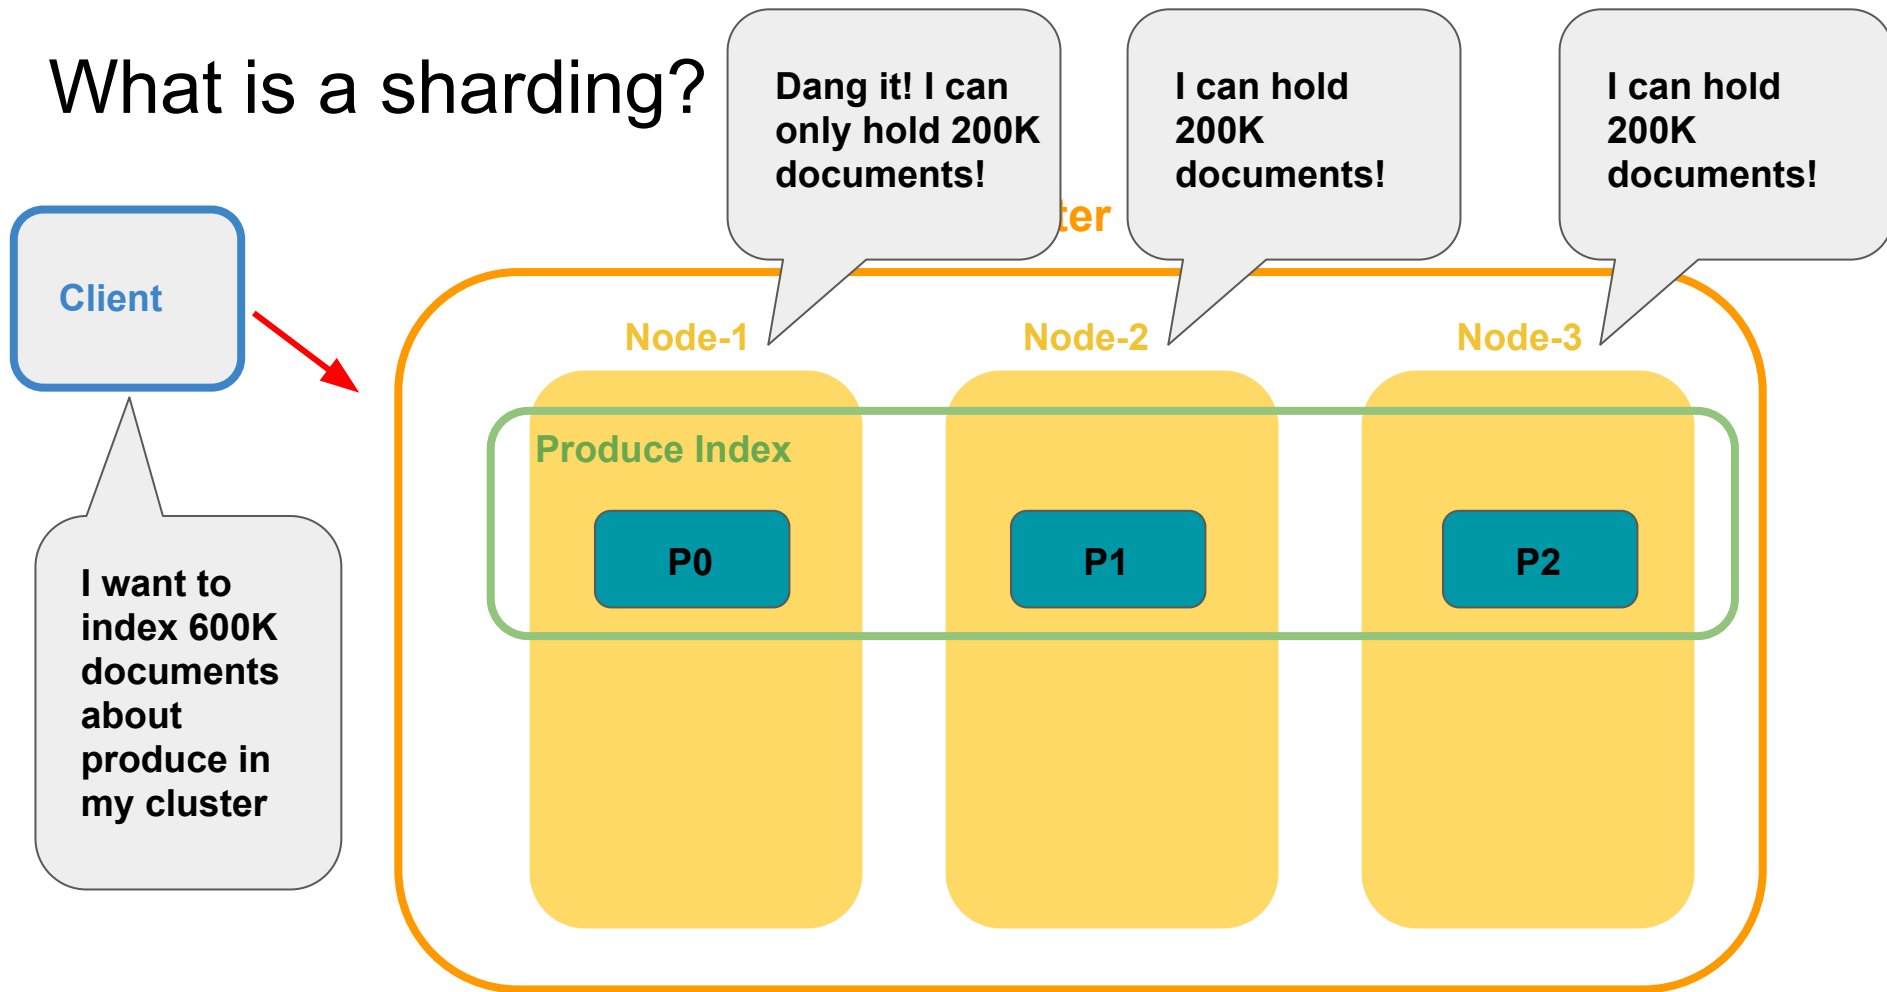 What is a sharding?
Dang it! I can
only hold 200K
documents!
I can hold
200K
documents!
I can hold
200K
documents!
ter
Client
Node-1
Node-2
Node-3
Produce Index
P0
P1
P2
I want to
index 600K
documents
about
produce in
my cluster